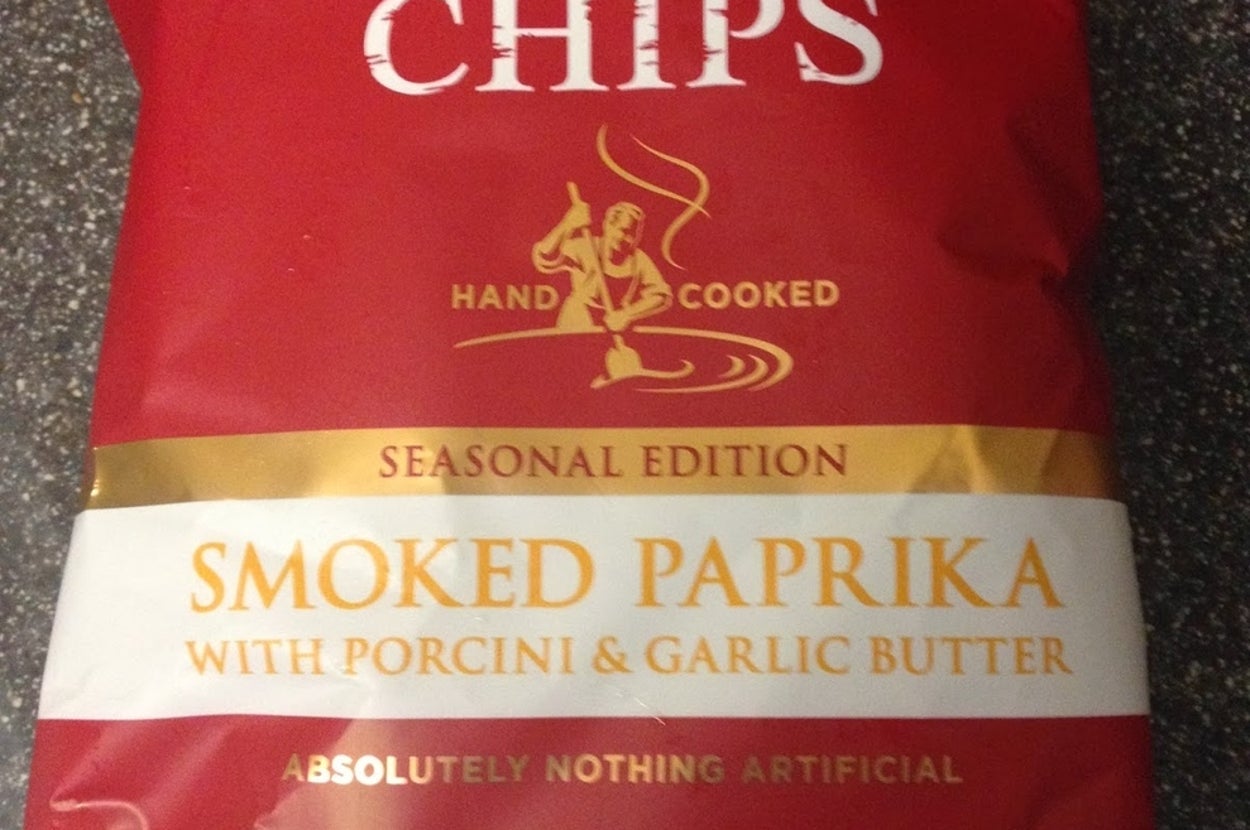 CHIPS
HAND COOKED
SEASONAL EDITION
SMOKED PAPRIKA
WITH PORCINI & GARLIC BUTTER
ABSOLUTELY NOTHING ARTIFICIAL